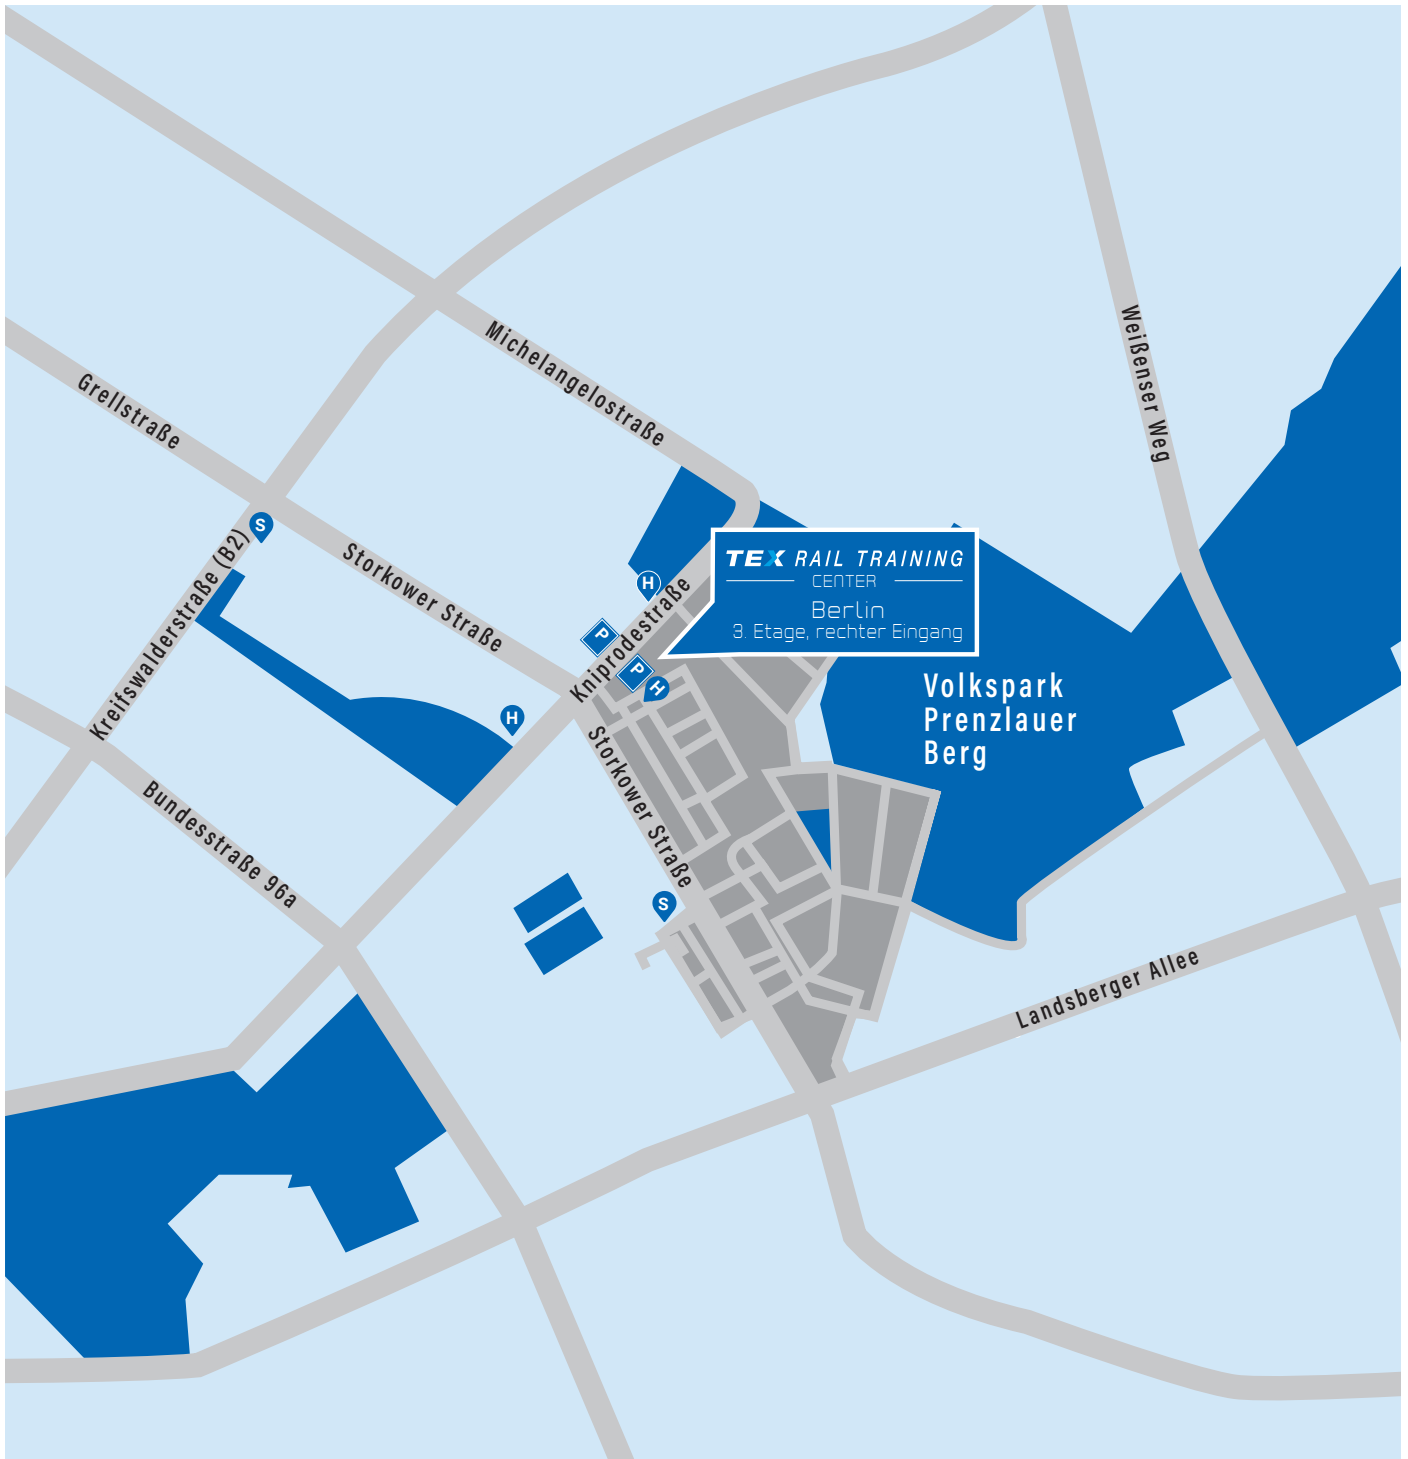 Michelangelostraße
Weißenser Weg
Grellstraße
S
Kreifswalderstraße (B2)
Storkower Straße
TEX RAIL TRAINING
CENTER
Berlin
3. Etage, rechter Eingang
H
Kniprodestraße
P
P
H
H
Volkspark
Prenzlauer
Berg
Storkower Straße
Bundesstraße 96a
S
Landsberger Allee